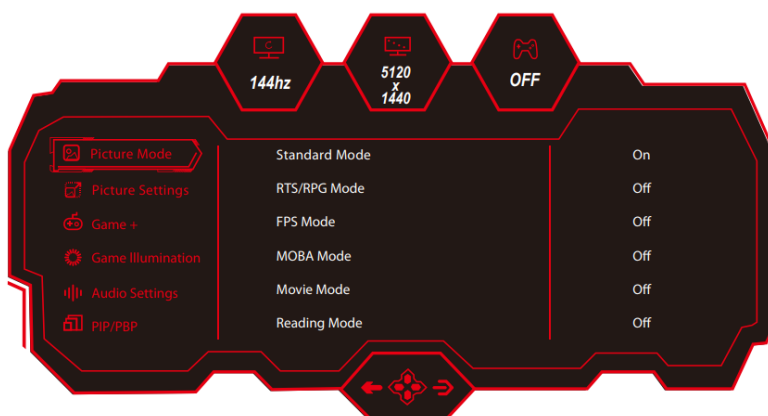 144hz
5120
x
1440
OFF
Picture Mode
Standard Mode On
Picture Settings
RTS/RPG Mode Off
Game +
FPS Mode Off
Game Illumination
MOBA Mode Off
Audio Settings
Movie Mode Off
PIP/PBP
Reading Mode Off